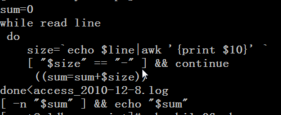 sum=0
while read line
do
size=`echo $line|awk '{print $10}' `
[ "$size" == "-" ] && continue
((sum=sum+$size))
done<access_2010-12-8.log
[ -n "$sum" ] && echo "$sum"